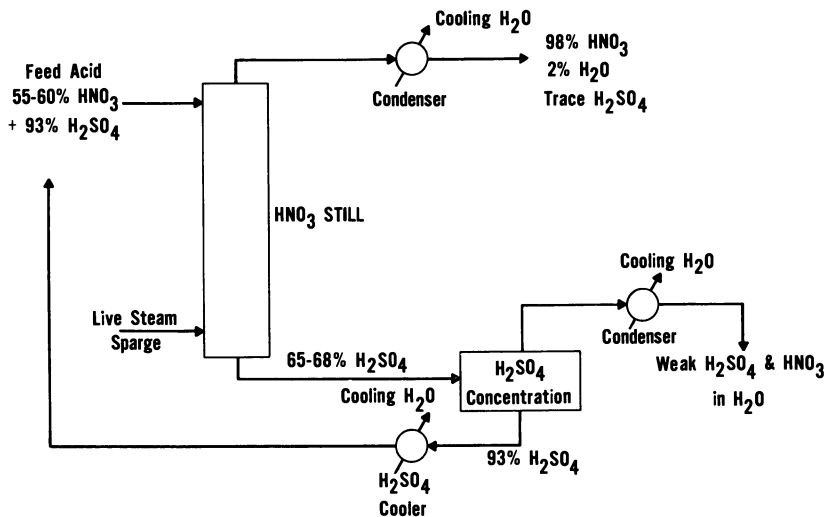 Cooling H₂O
98% HNO₃
2% H₂O
Trace H₂SO₄
Condenser
Feed Acid
55-60% HNO₃
+ 93% H₂SO₄
HNO₃ STILL
Live Steam
Sparge
65-68% H₂SO₄
H₂SO₄
Concentration
Cooling H₂O
Condenser
Weak H₂SO₄ & HNO₃
in H₂O
Cooling H₂O
93% H₂SO₄
H₂SO₄
Cooler